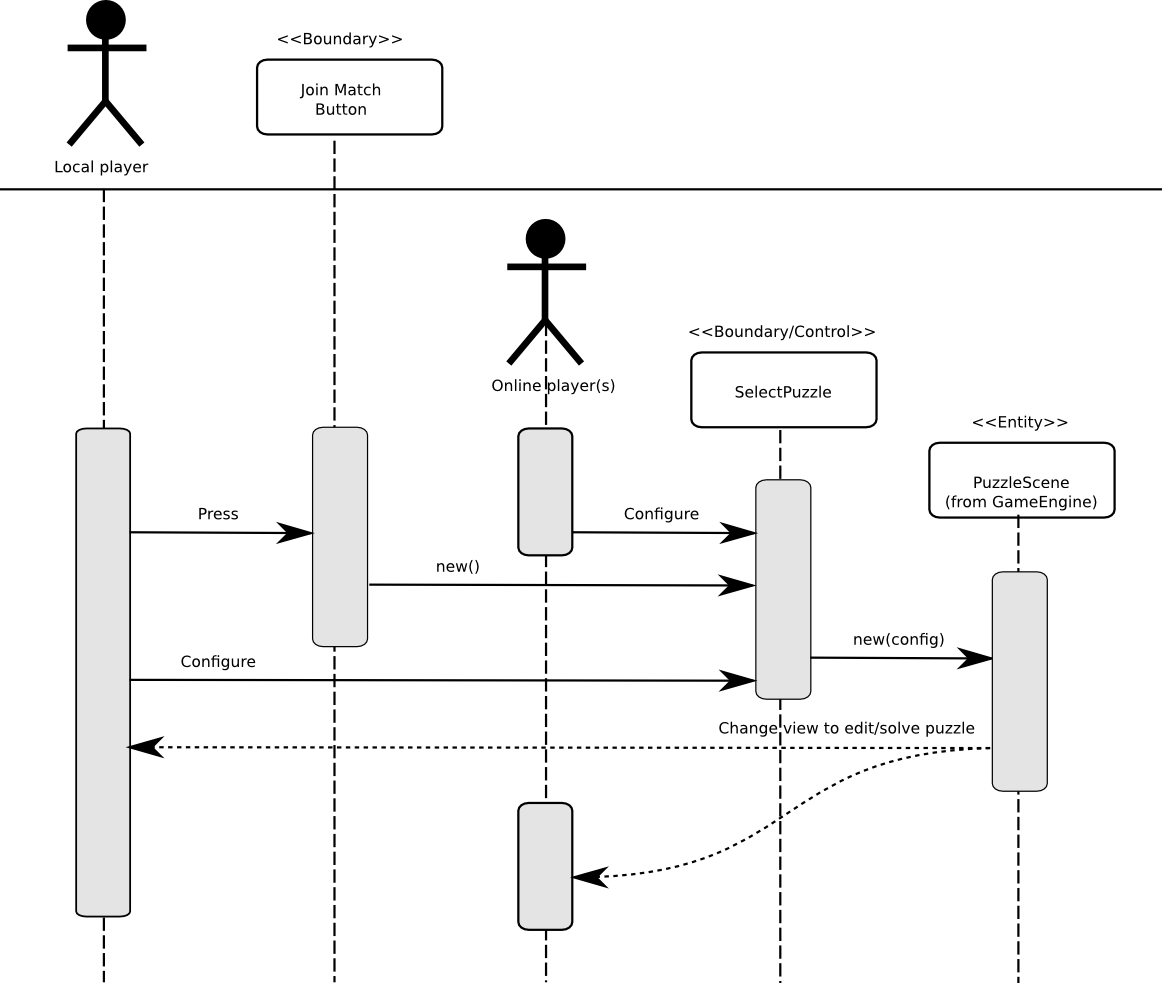 <<Boundary>>
Join Match
Button
Local player
<<Boundary/Control>>
Online player(s)
SelectPuzzle
<<Entity>>
PuzzleScene
(from GameEngine)
Press
Configure
new()
new(config)
Configure
Change view to edit/solve puzzle